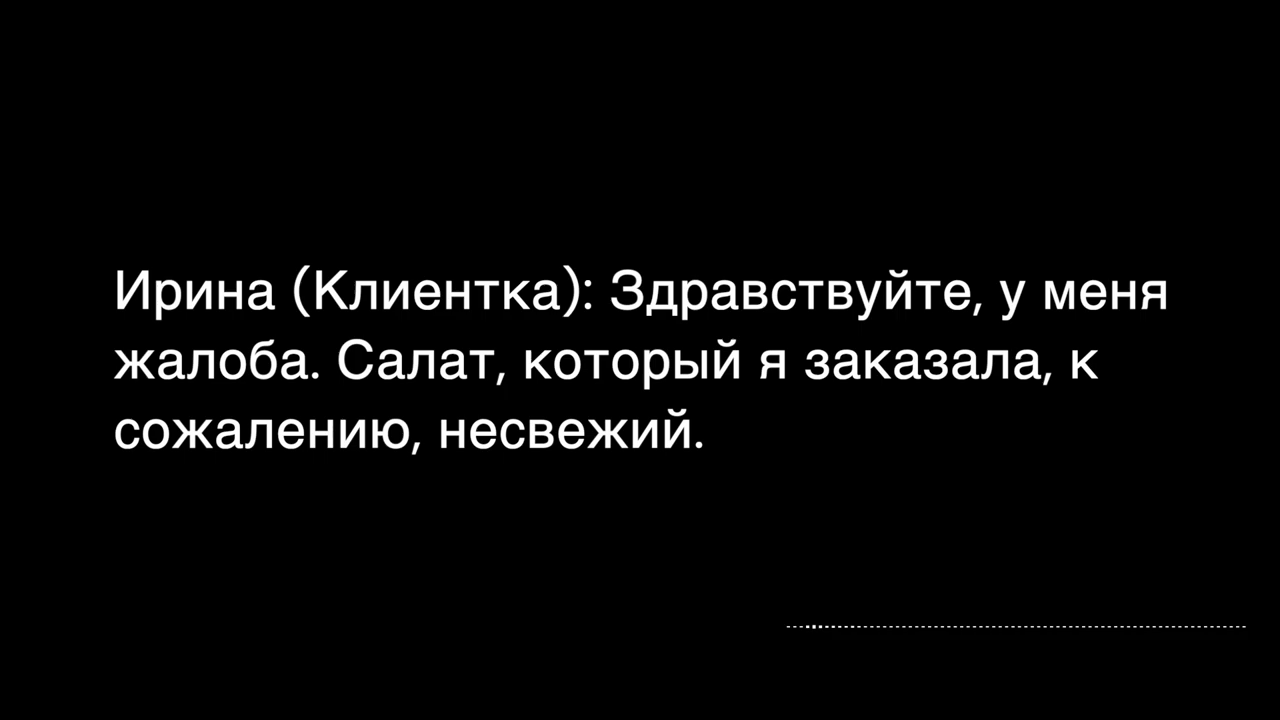 Ирина (Клиентка): Здравствуйте, у меня
жалоба. Салат, который я заказала, к
сожалению, несвежий.